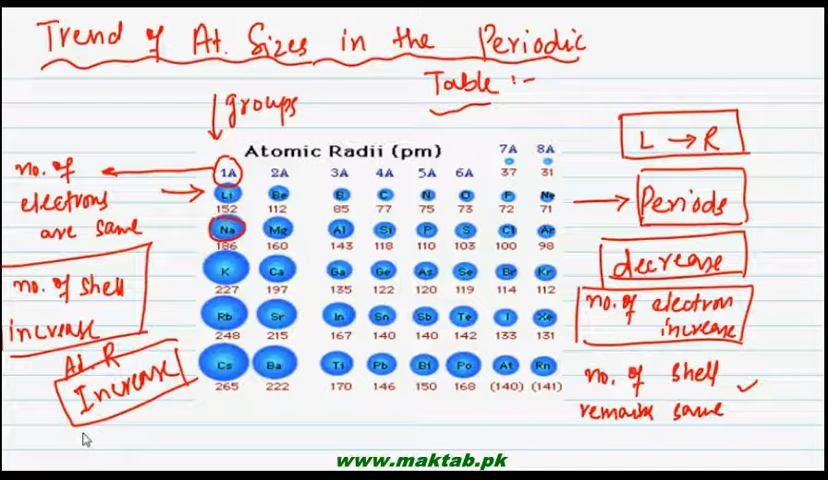 Trend of At. Sizes in the Periodic
Table :-
groups
Atomic Radii (pm)
7A 8A
37 31
1A 2A 3A 4A 5A 6A
Li Be B C N O F Ne
152 112 85 77 75 73 72 71
Na Mg Al Si P S Cl Ar
186 160 143 118 110 103 100 98
K Ca Ga Ge As Se Br Kr
227 197 135 122 120 119 114 112
Rb Sr In Sn Sb Te I Xe
248 215 167 140 140 142 133 131
Cs Ba Tl Pb Bi Po At Rn
265 222 170 146 150 168 (140) (141)
no. of
electrons
are same
no. of shell
increase
At. R
Increase
L → R
Periods
decrease
no. of electron
increase
no. of shell
remains same
www.maktab.pk